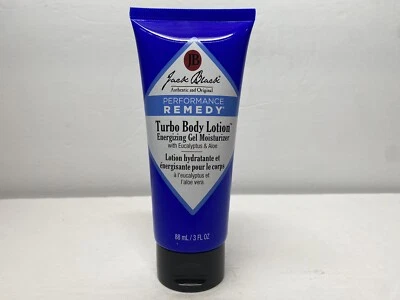 JB
Jack Black
Authentic and Original
PERFORMANCE
REMEDY
Turbo Body Lotion™
Energizing Gel Moisturizer
with Eucalyptus & Aloe
Lotion hydratante et
énergisante pour le corps
à l'eucalyptus et
l'aloe vera
88 mL / 3 FL OZ